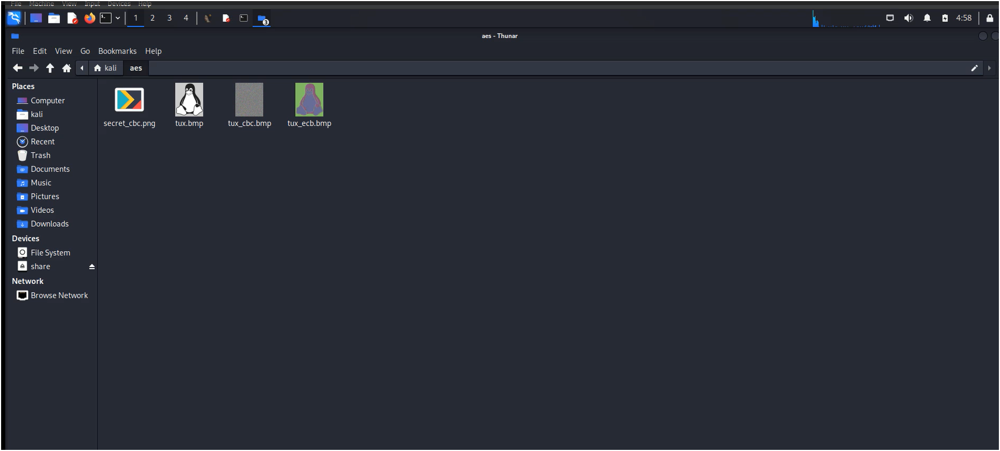 File Machine View Input Devices Help
1 2 3 4 3 4:58
aes - Thunar
File Edit View Go Bookmarks Help
kali aes
Places
Computer
kali
Desktop
Recent
Trash
Documents
Music
Pictures
Videos
Downloads
Devices
File System
share
Network
Browse Network
secret_cbc.png tux.bmp tux_cbc.bmp tux_ecb.bmp